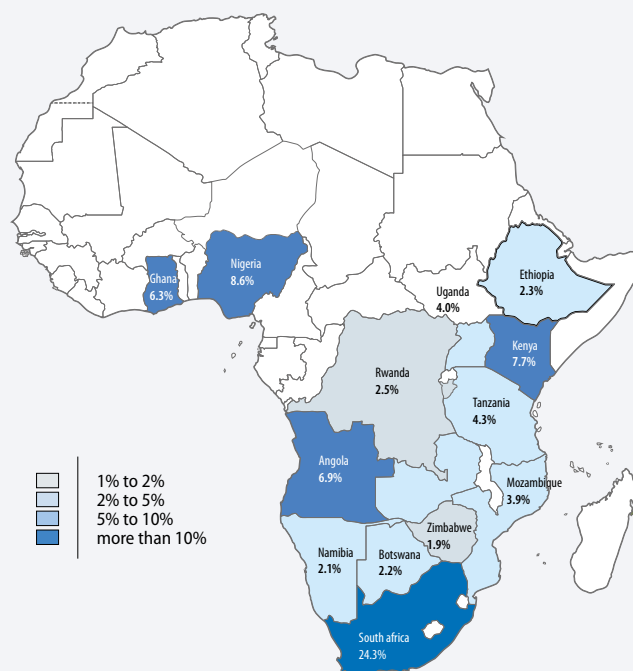 Nigeria
8.6%
Ghana
6.3%
Ethiopia
2.3%
Uganda
4.0%
Kenya
7.7%
Rwanda
2.5%
Tanzania
4.3%
Angola
6.9%
Mozambique
3.9%
Zimbabwe
1.9%
Namibia
2.1%
Botswana
2.2%
South africa
24.3%
1% to 2%
2% to 5%
5% to 10%
more than 10%